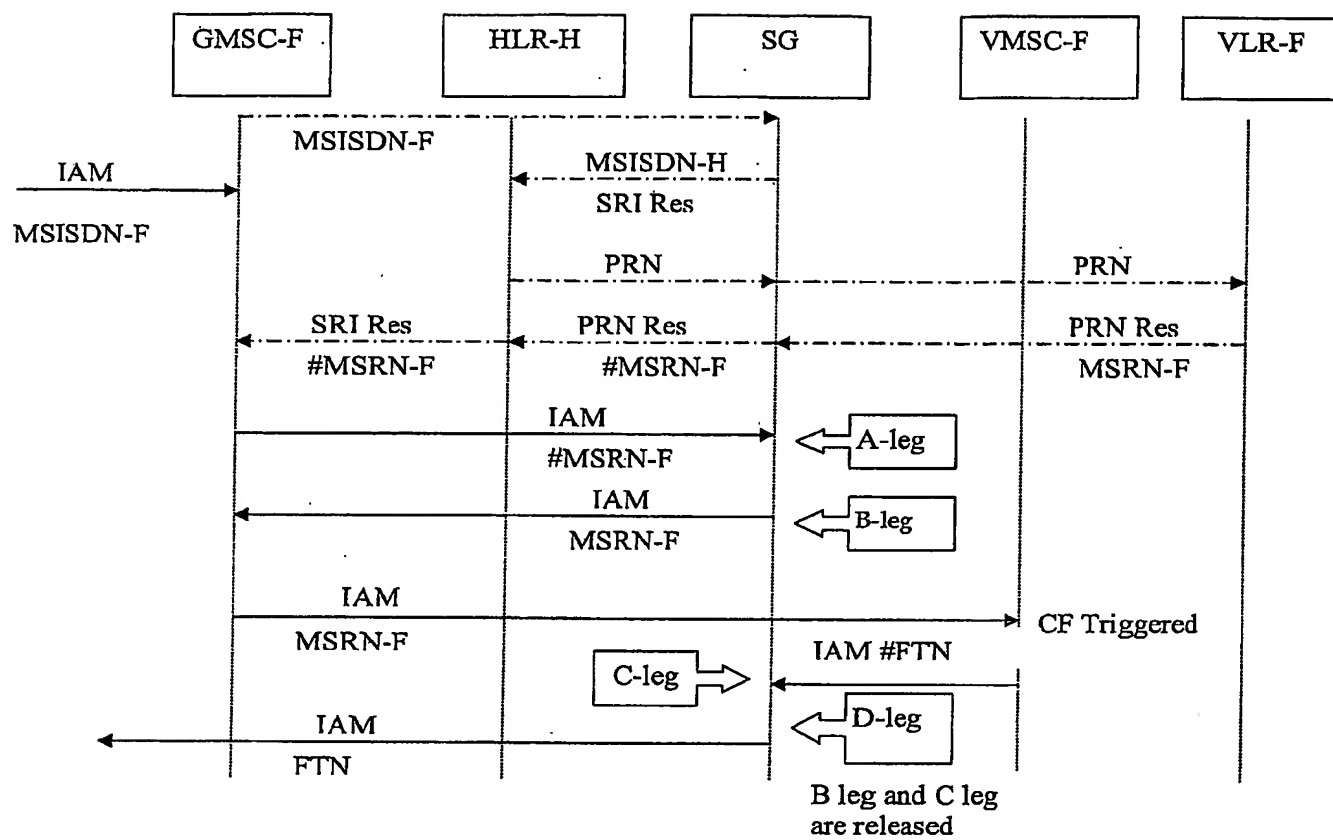 GMSC-F
HLR-H
SG
VMSC-F
VLR-F
MSISDN-F
MSISDN-H
IAM
SRI Res
MSISDN-F
PRN
PRN
SRI Res
PRN Res
PRN Res
#MSRN-F
#MSRN-F
MSRN-F
IAM
A-leg
#MSRN-F
IAM
B-leg
MSRN-F
IAM
CF Triggered
MSRN-F
IAM #FTN
C-leg
D-leg
IAM
FTN
B leg and C leg
are released